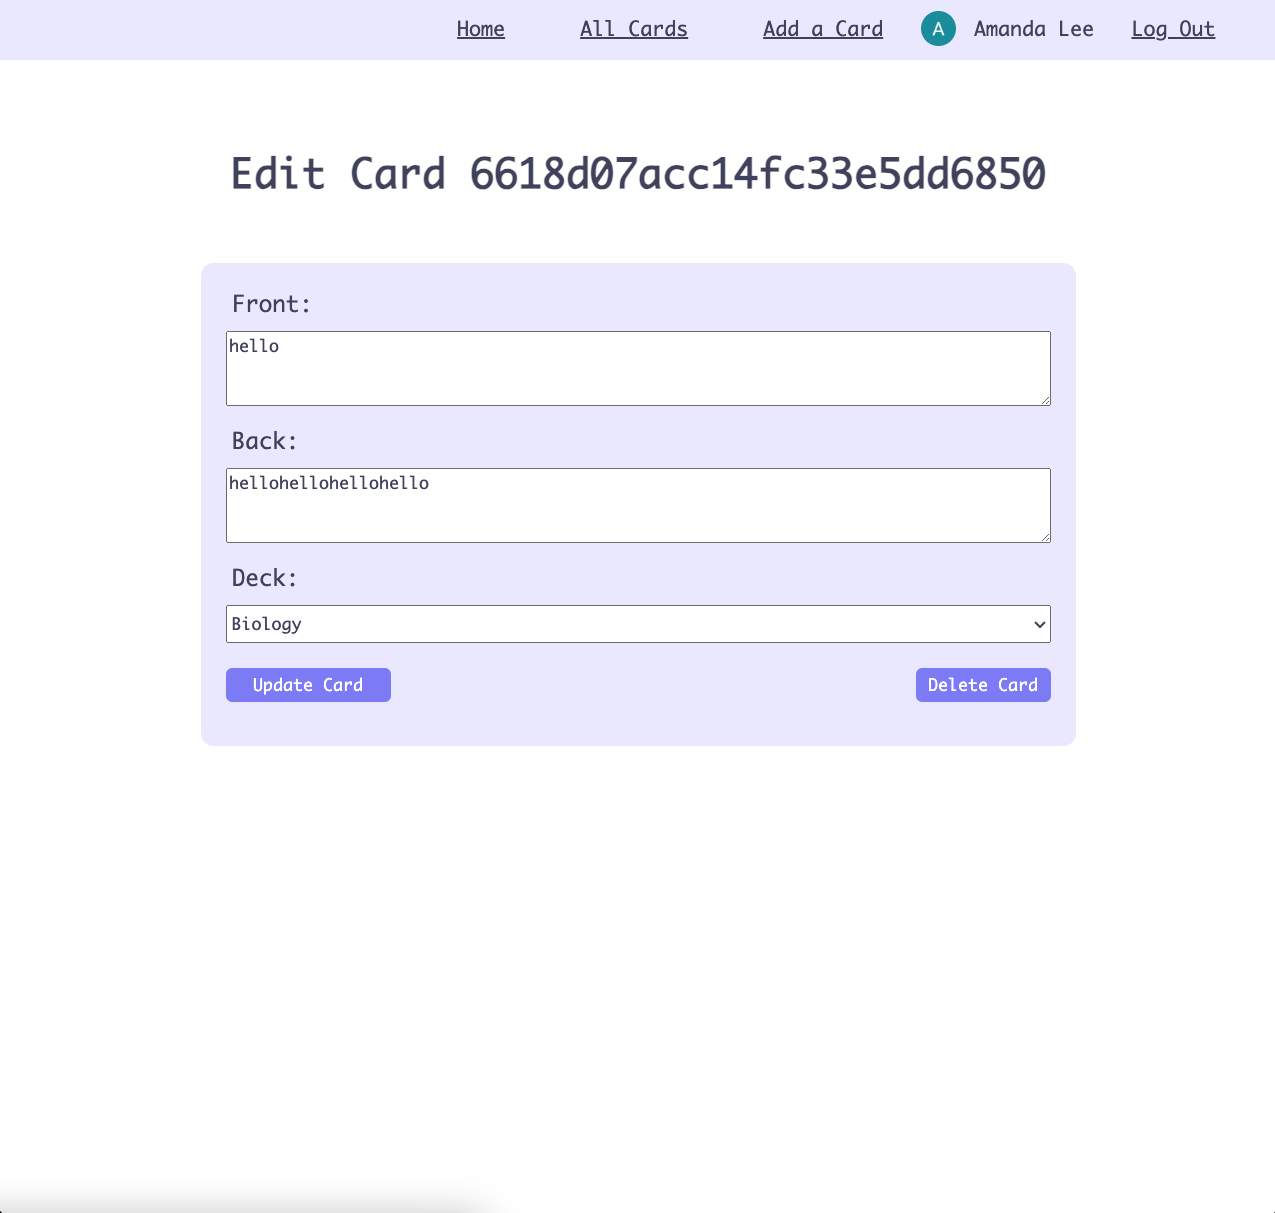 Home All Cards Add a Card A Amanda Lee Log Out
Edit Card 6618d07acc14fc33e5dd6850
Front:
hello
Back:
hellohellohellohello
Deck:
Biology
Update Card Delete Card